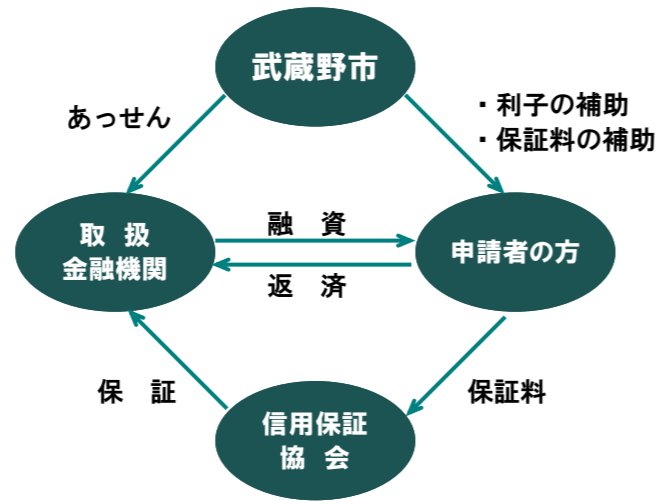 武蔵野市
あっせん
・利子の補助
・保証料の補助
取　扱
金融機関
融　資
返　済
申請者の方
保　証
保証料
信用保証
協　会